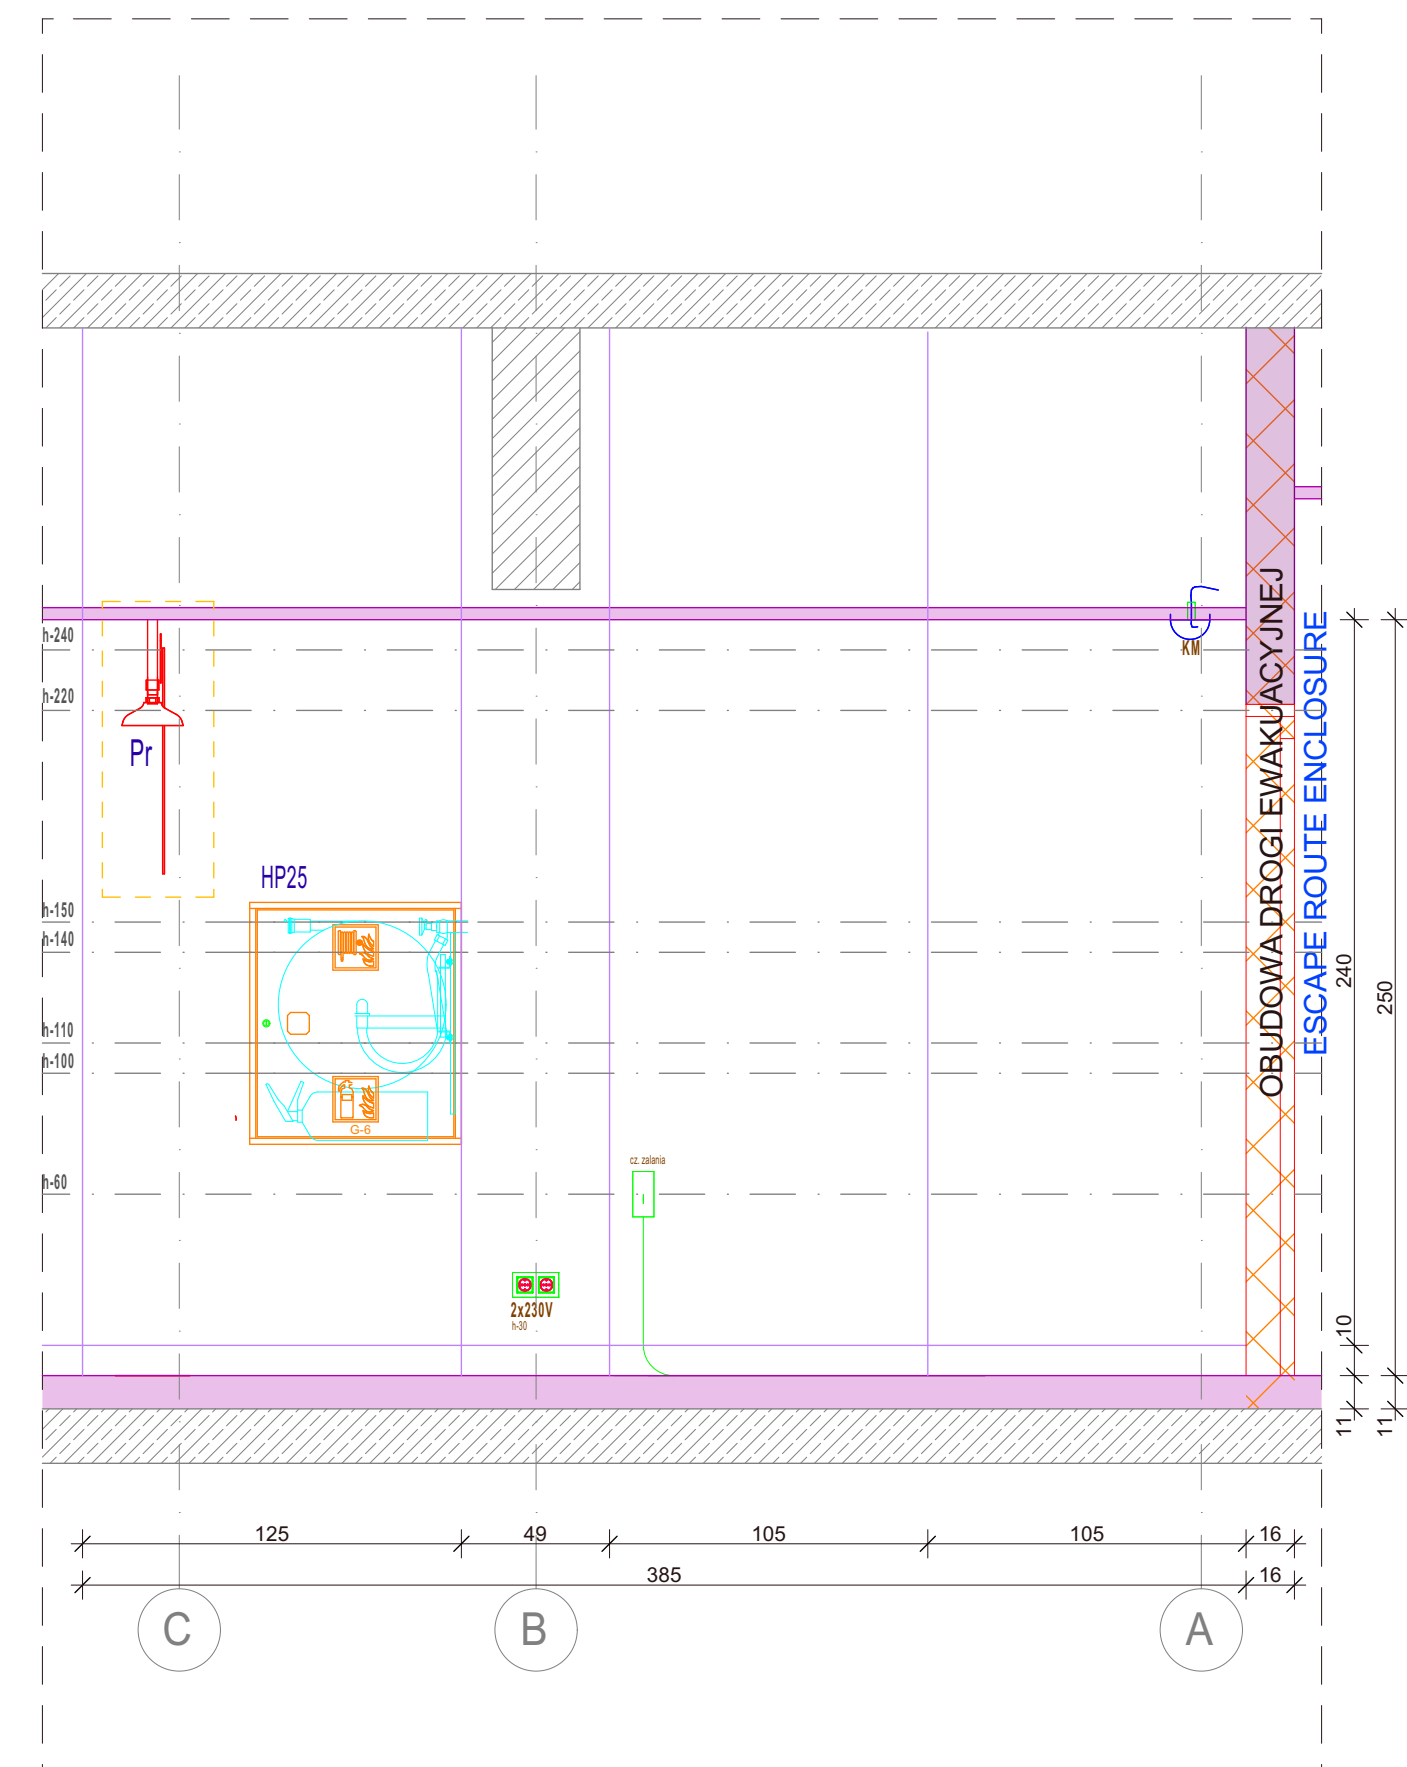 h-240
KM
h-220
Pr
HP25
h-150
h-140
h-110
h-100
G-6
cz. zalania
h-60
2x230V
h-30
OBUDOWA DROGI EWAKUACYJNEJ
ESCAPE ROUTE ENCLOSURE
240
250
10
11
11
125
49
105
105
16
385
16
C
B
A